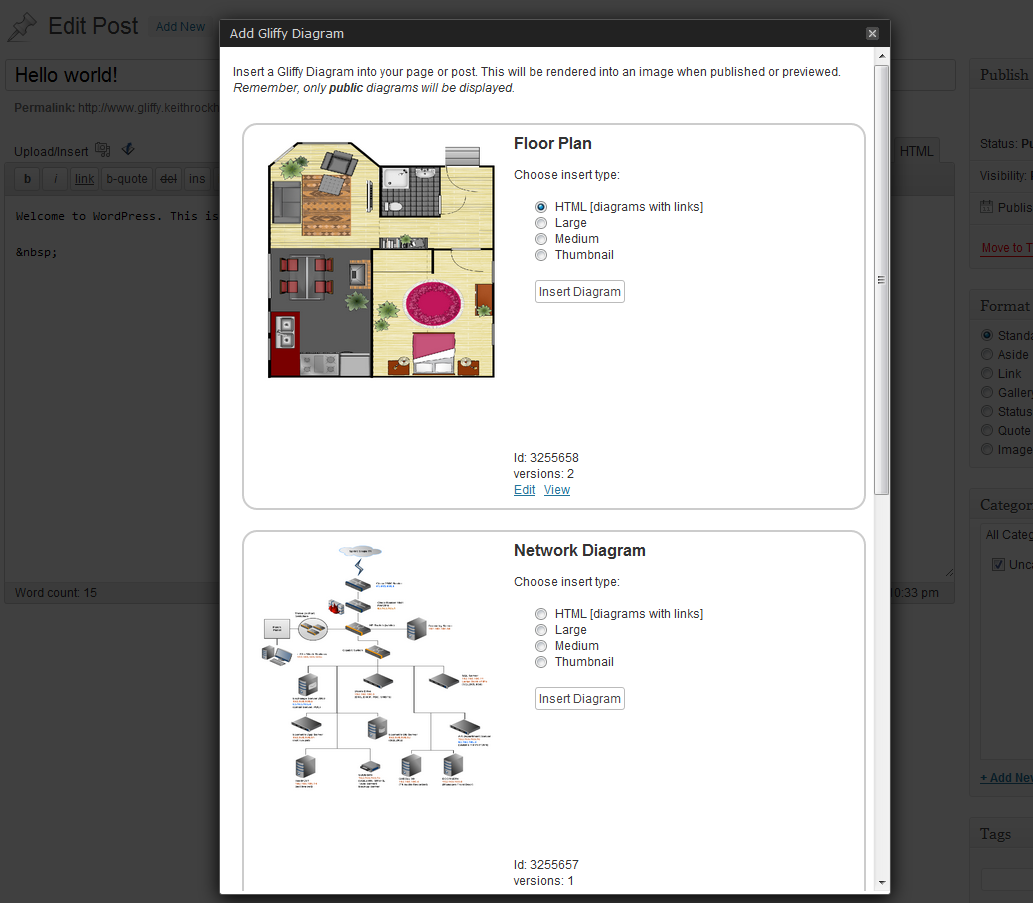 Edit Post
Add New
Add Gliffy Diagram
Hello world!
Permalink: http://www.gliffy.keithrockh
Upload/Insert
HTML
b
i
link
b-quote
del
ins
Welcome to WordPress. This is
&nbsp;
Word count: 15
0:33 pm
Insert a Gliffy Diagram into your page or post. This will be rendered into an image when published or previewed.
Remember, only public diagrams will be displayed.
Floor Plan
Choose insert type:
HTML [diagrams with links]
Large
Medium
Thumbnail
Insert Diagram
Id: 3255658
versions: 2
Edit View
Network Diagram
Choose insert type:
HTML [diagrams with links]
Large
Medium
Thumbnail
Insert Diagram
Id: 3255657
versions: 1
Publish
Status: Pu
Visibility:
Publis
Move to T
Format
Standa
Aside
Link
Galler
Status
Quote
Image
Categor
All Categ
Unca
+ Add New
Tags